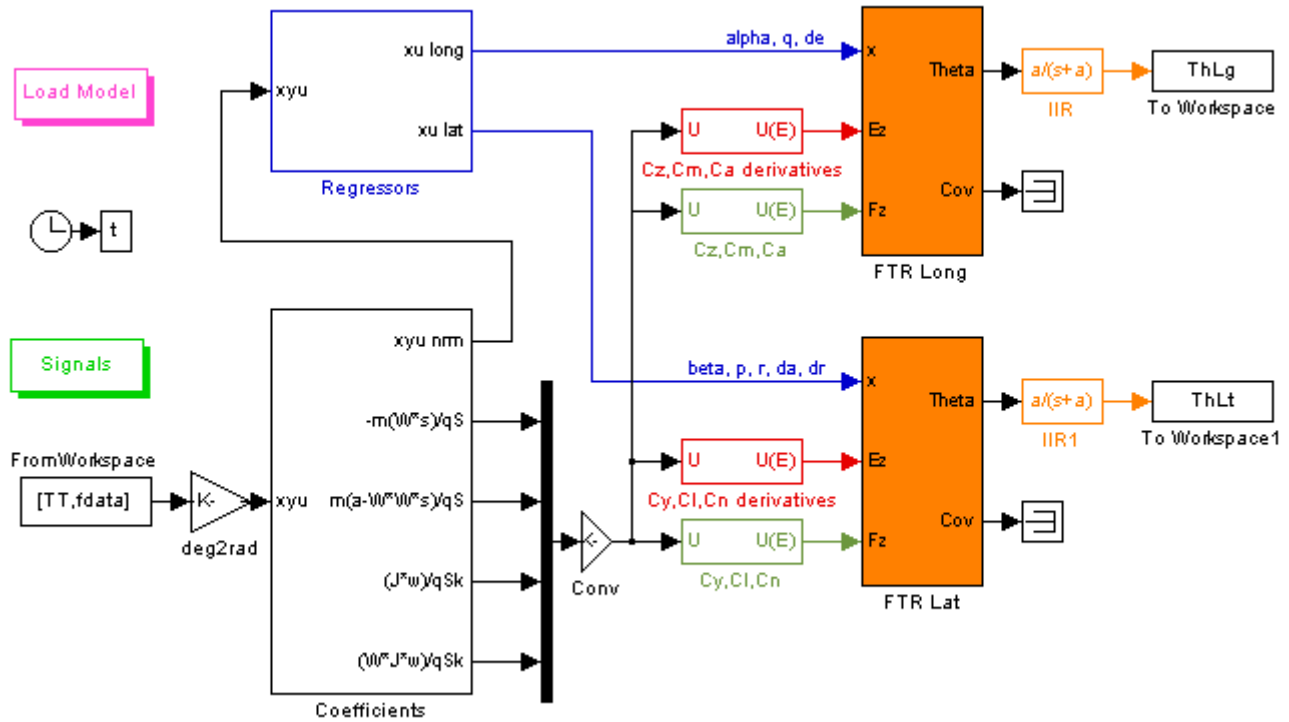 Load Model
t
Signals
FromWorkspace
[TT,fdata]
K-
deg2rad
xyu
xu long
xu lat
Regressors
xyu
xyu nrm
-m(W*s)/qS
m(a-W*W*s)/qS
(J*w)/qSk
(W*J*w)/qSk
Coefficients
K-
Conv
alpha, q, de
U U(E)
Cz,Cm,Ca derivatives
U U(E)
Cz,Cm,Ca
x
Ez
Fz
Theta
Cov
FTR Long
a/(s+a)
IIR
ThLg
To Workspace
beta, p, r, da, dr
U U(E)
Cy,Cl,Cn derivatives
U U(E)
Cy,Cl,Cn
x
Ez
Fz
Theta
Cov
FTR Lat
a/(s+a)
IIR1
ThLt
To Workspace1